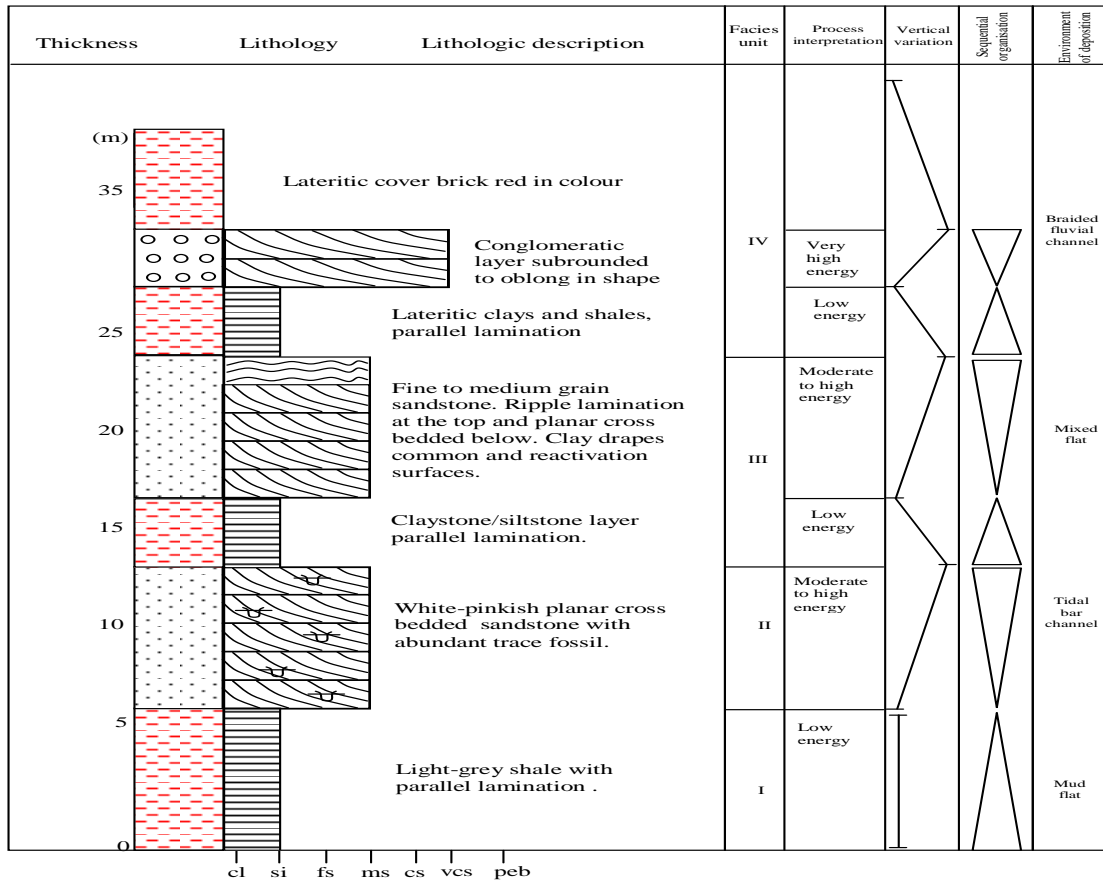 Thickness
Lithology
Lithologic description
Facies
unit
Process
interpretation
Vertical
variation
Sequential
organisation
Environment
of deposition
(m)
35
Lateritic cover brick red in colour
Conglomeratic
layer subrounded
to oblong in shape
IV
Very
high
energy
Braided
fluvial
channel
25
Lateritic clays and shales,
parallel lamination
Low
energy
20
Fine to medium grain
sandstone. Ripple lamination
at the top and planar cross
bedded below. Clay drapes
common and reactivation
surfaces.
III
Moderate
to high
energy
Mixed
flat
15
Claystone/siltstone layer
parallel lamination.
Low
energy
10
White-pinkish planar cross
bedded sandstone with
abundant trace fossil.
II
Moderate
to high
energy
Tidal
bar
channel
5
Light-grey shale with
parallel lamination .
I
Low
energy
Mud
flat
0
cl si fs ms cs vcs peb